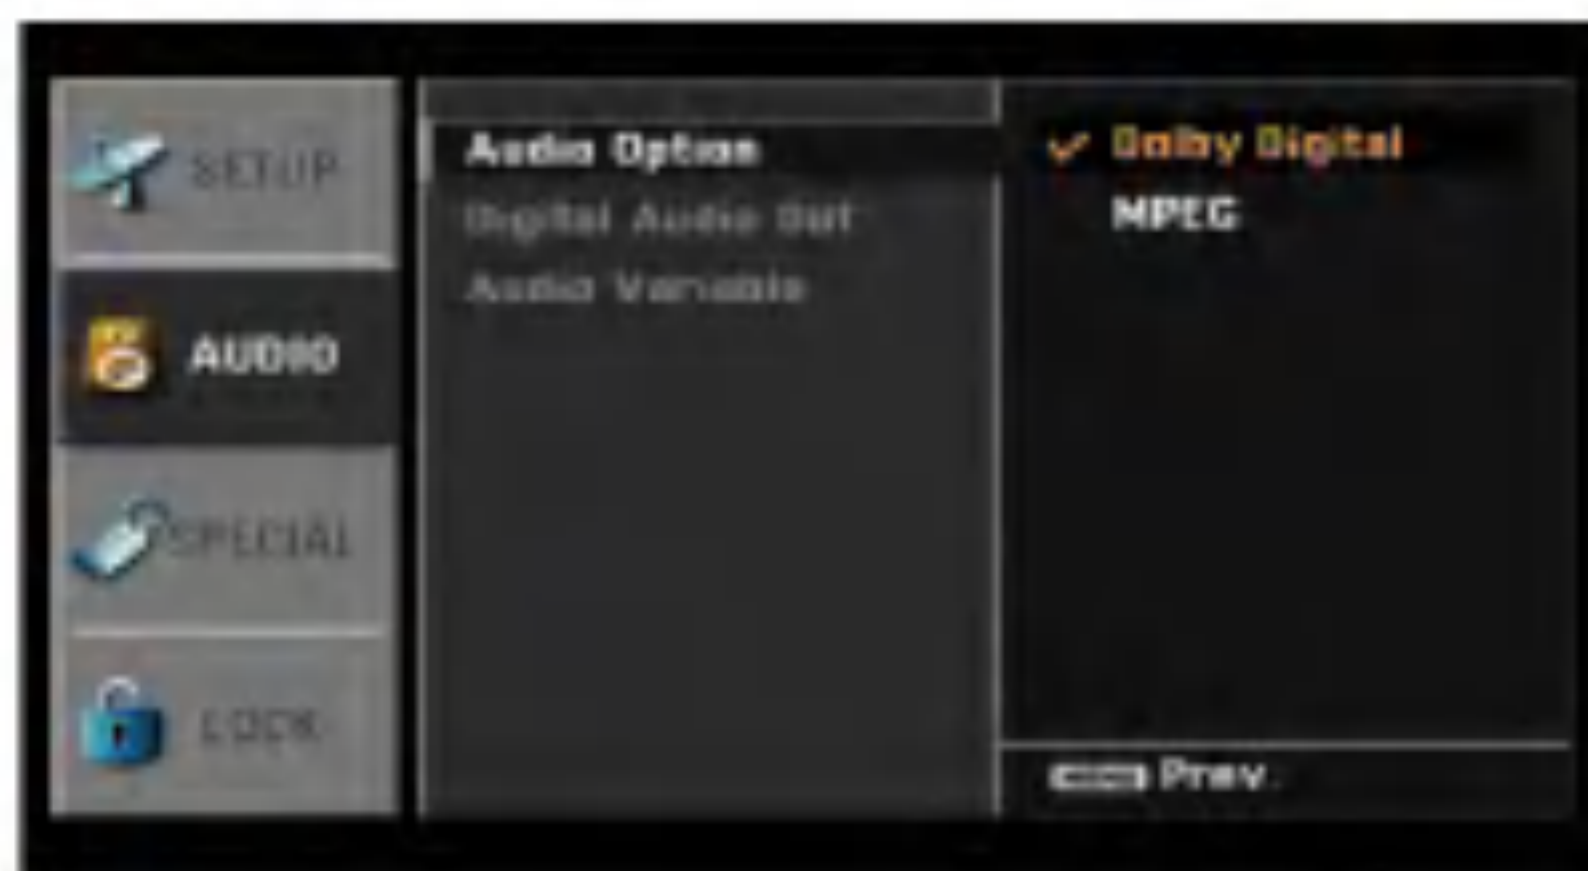 SETUP
AUDIO
SPECIAL
LOCK
Audio Option
Digital Audio Out
Audio Variable
✓ Dolby Digital
MPEG
Prev.